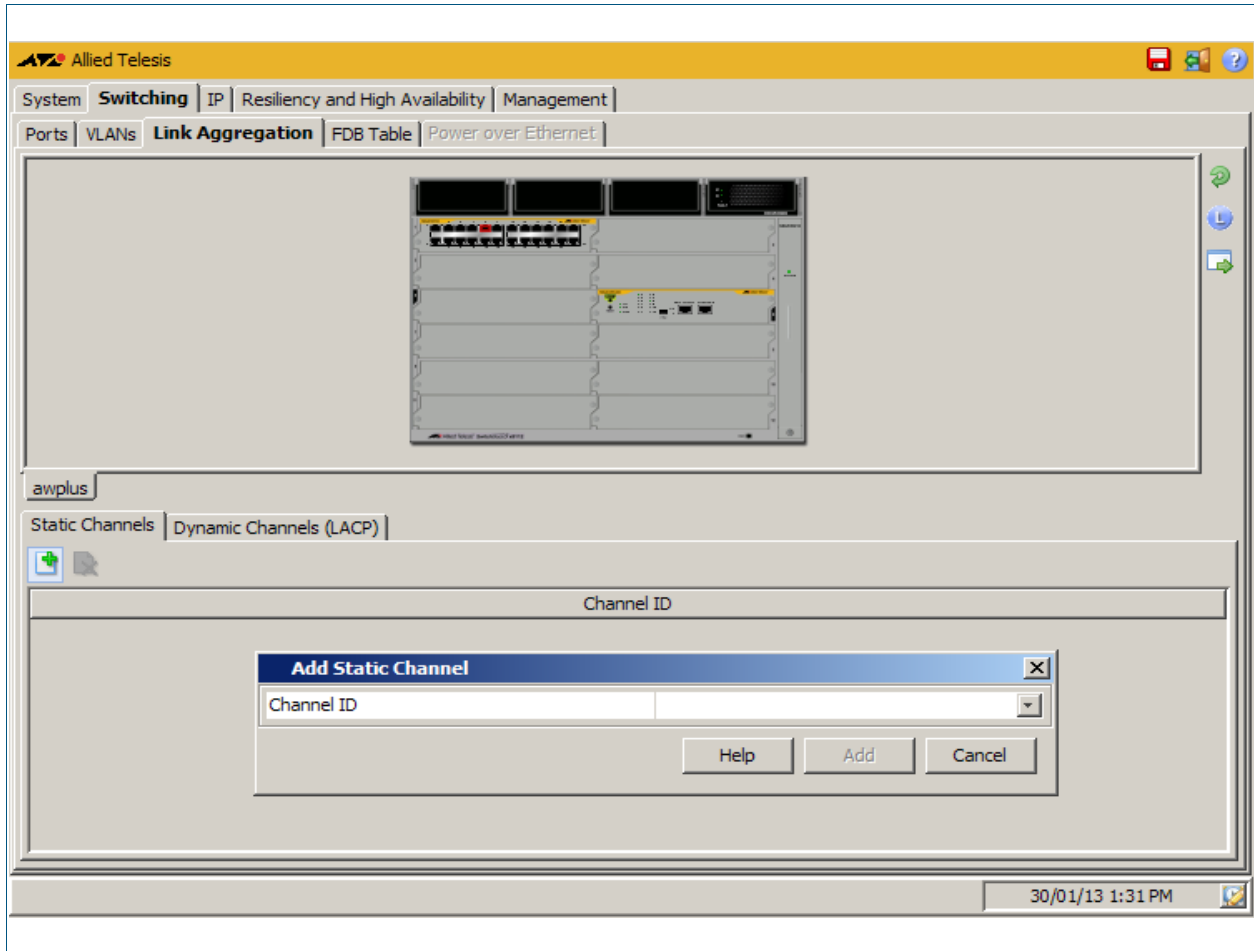 Allied Telesis
System Switching IP Resiliency and High Availability Management
Ports VLANs Link Aggregation FDB Table Power over Ethernet
L
awplus
Static Channels Dynamic Channels (LACP)
Channel ID
Add Static Channel
Channel ID
Help Add Cancel
30/01/13 1:31 PM